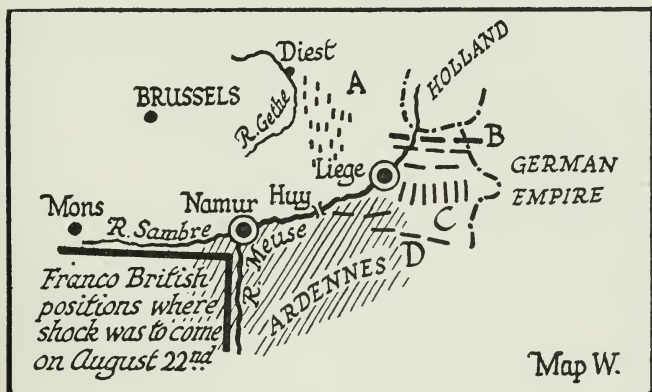 Diest
A
HOLLAND
BRUSSELS
R. Gethe
B
Liege
GERMAN
EMPIRE
Huy
Namur
Mons
R. Sambre
R. Meuse
C
D
ARDENNES
Franco British
positions where
shock was to come
on August 22nd.
Map W.